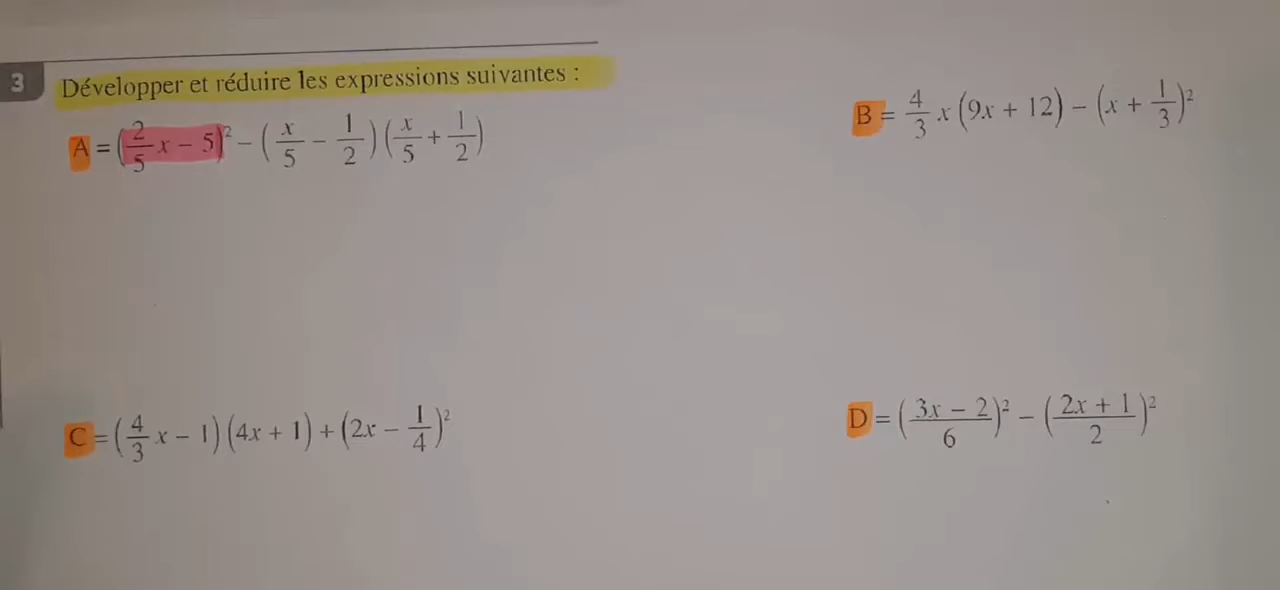 3 Développer et réduire les expressions suivantes :
A = (2/5 x − 5)² − (x/5 − 1/2)(x/5 + 1/2)
B = 4/3 x (9x + 12) − (x + 1/3)²
C = (4/3 x − 1)(4x + 1) + (2x − 1/4)²
D = ((3x − 2)/6)² − ((2x + 1)/2)²